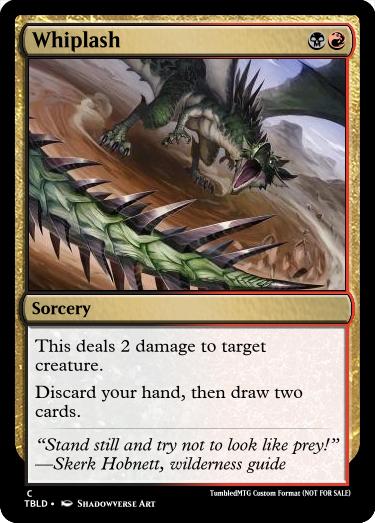 Whiplash
Sorcery
This deals 2 damage to target
creature.
Discard your hand, then draw two
cards.
“Stand still and try not to look like prey!”
—Skerk Hobnett, wilderness guide
C
TBLD • Shadowverse Art
TumbledMTG Custom Format (NOT FOR SALE)